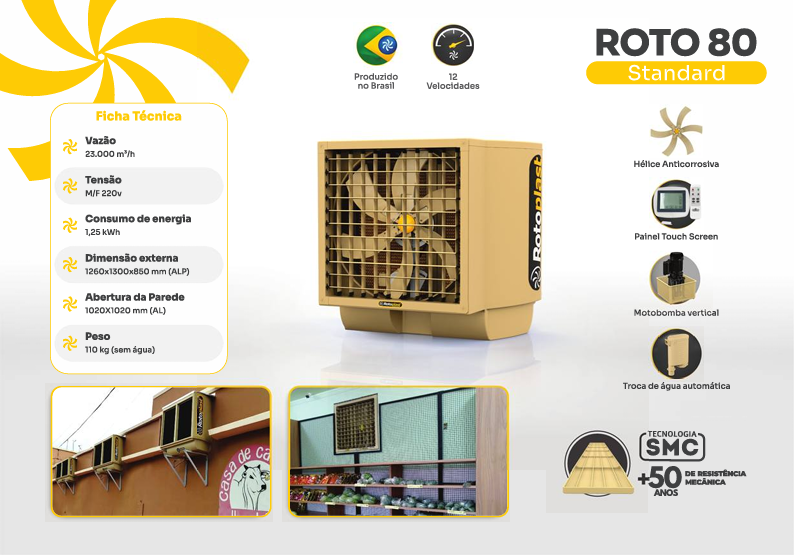 Produzido
no Brasil
12
Velocidades
ROTO 80
Standard
Ficha Técnica
Vazão
23.000 m³/h
Tensão
M/F 220v
Consumo de energia
1,25 kWh
Dimensão externa
1260x1300x850 mm (ALP)
Abertura da Parede
1020X1020 mm (AL)
Peso
110 kg (sem água)
Rotoplast
Rotoplast
Hélice Anticorrosiva
Painel Touch Screen
Motobomba vertical
Troca de água automática
Rotoplast
casa de ca
TECNOLOGIA
SMC
+50
ANOS
DE RESISTÊNCIA
MECÂNICA